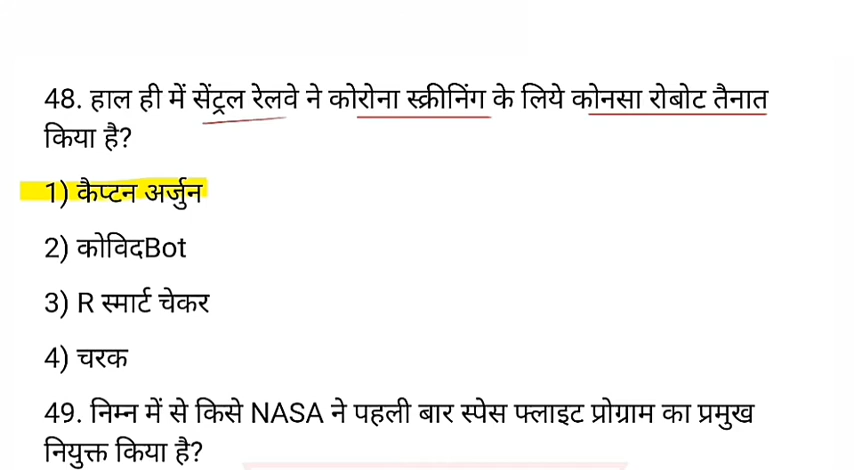 48. हाल ही में सेंट्रल रेलवे ने कोरोना स्क्रीनिंग के लिये कोनसा रोबोट तैनात
किया है?
1) कैप्टन अर्जुन
2) कोविदBot
3) R स्मार्ट चेकर
4) चरक
49. निम्न में से किसे NASA ने पहली बार स्पेस फ्लाइट प्रोग्राम का प्रमुख
नियुक्त किया है?